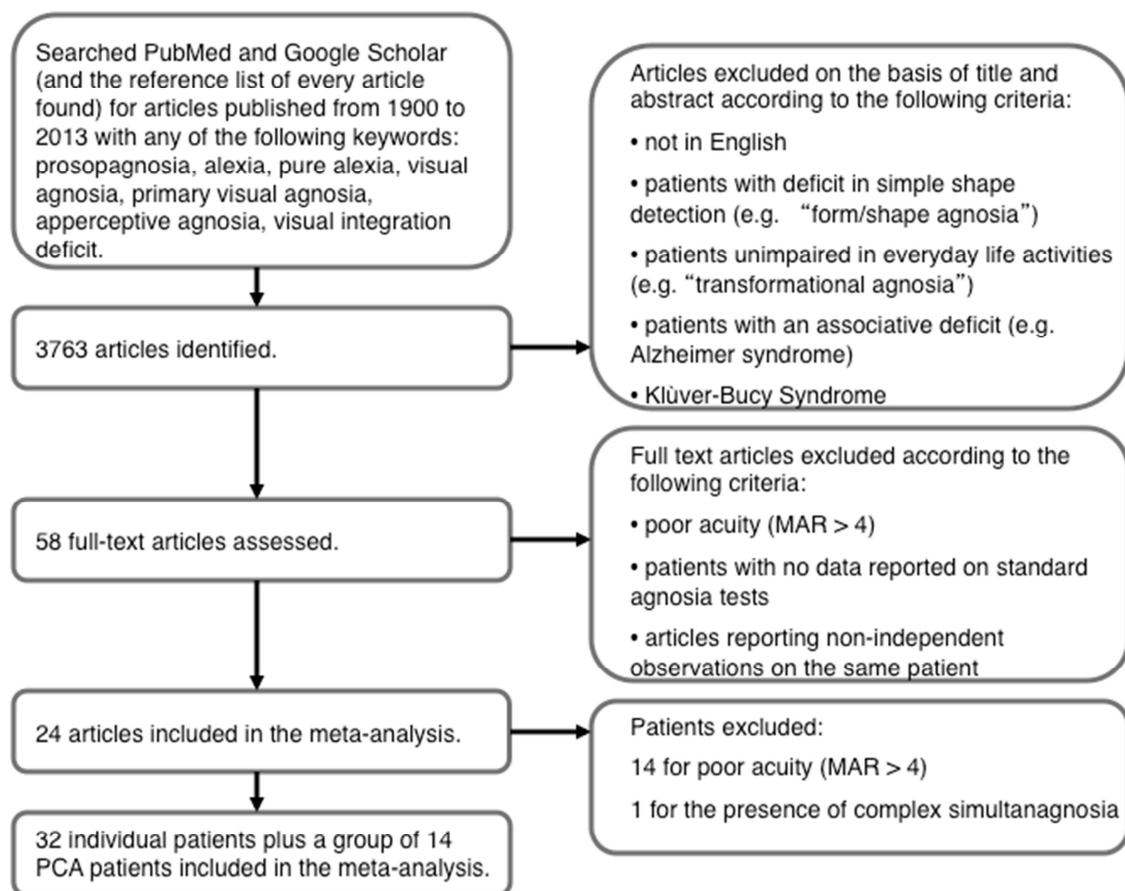 Searched PubMed and Google Scholar
(and the reference list of every article
found) for articles published from 1900 to
2013 with any of the following keywords:
prosopagnosia, alexia, pure alexia, visual
agnosia, primary visual agnosia,
apperceptive agnosia, visual integration
deficit.
3763 articles identified.
Articles excluded on the basis of title and
abstract according to the following criteria:
• not in English
• patients with deficit in simple shape
detection (e.g. “form/shape agnosia”)
• patients unimpaired in everyday life activities
(e.g. “transformational agnosia”)
• patients with an associative deficit (e.g.
Alzheimer syndrome)
• Klùver-Bucy Syndrome
58 full-text articles assessed.
Full text articles excluded according to the
following criteria:
• poor acuity (MAR > 4)
• patients with no data reported on standard
agnosia tests
• articles reporting non-independent
observations on the same patient
24 articles included in the meta-analysis.
Patients excluded:
14 for poor acuity (MAR > 4)
1 for the presence of complex simultanagnosia
32 individual patients plus a group of 14
PCA patients included in the meta-analysis.